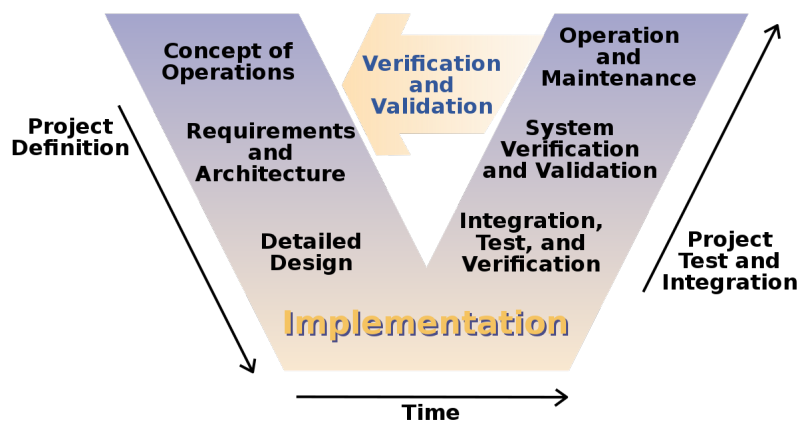 Concept of
Operations
Verification
and
Validation
Operation
and
Maintenance
Project
Definition
Requirements
and
Architecture
System
Verification
and Validation
Detailed
Design
Integration,
Test, and
Verification
Project
Test and
Integration
Implementation
Time